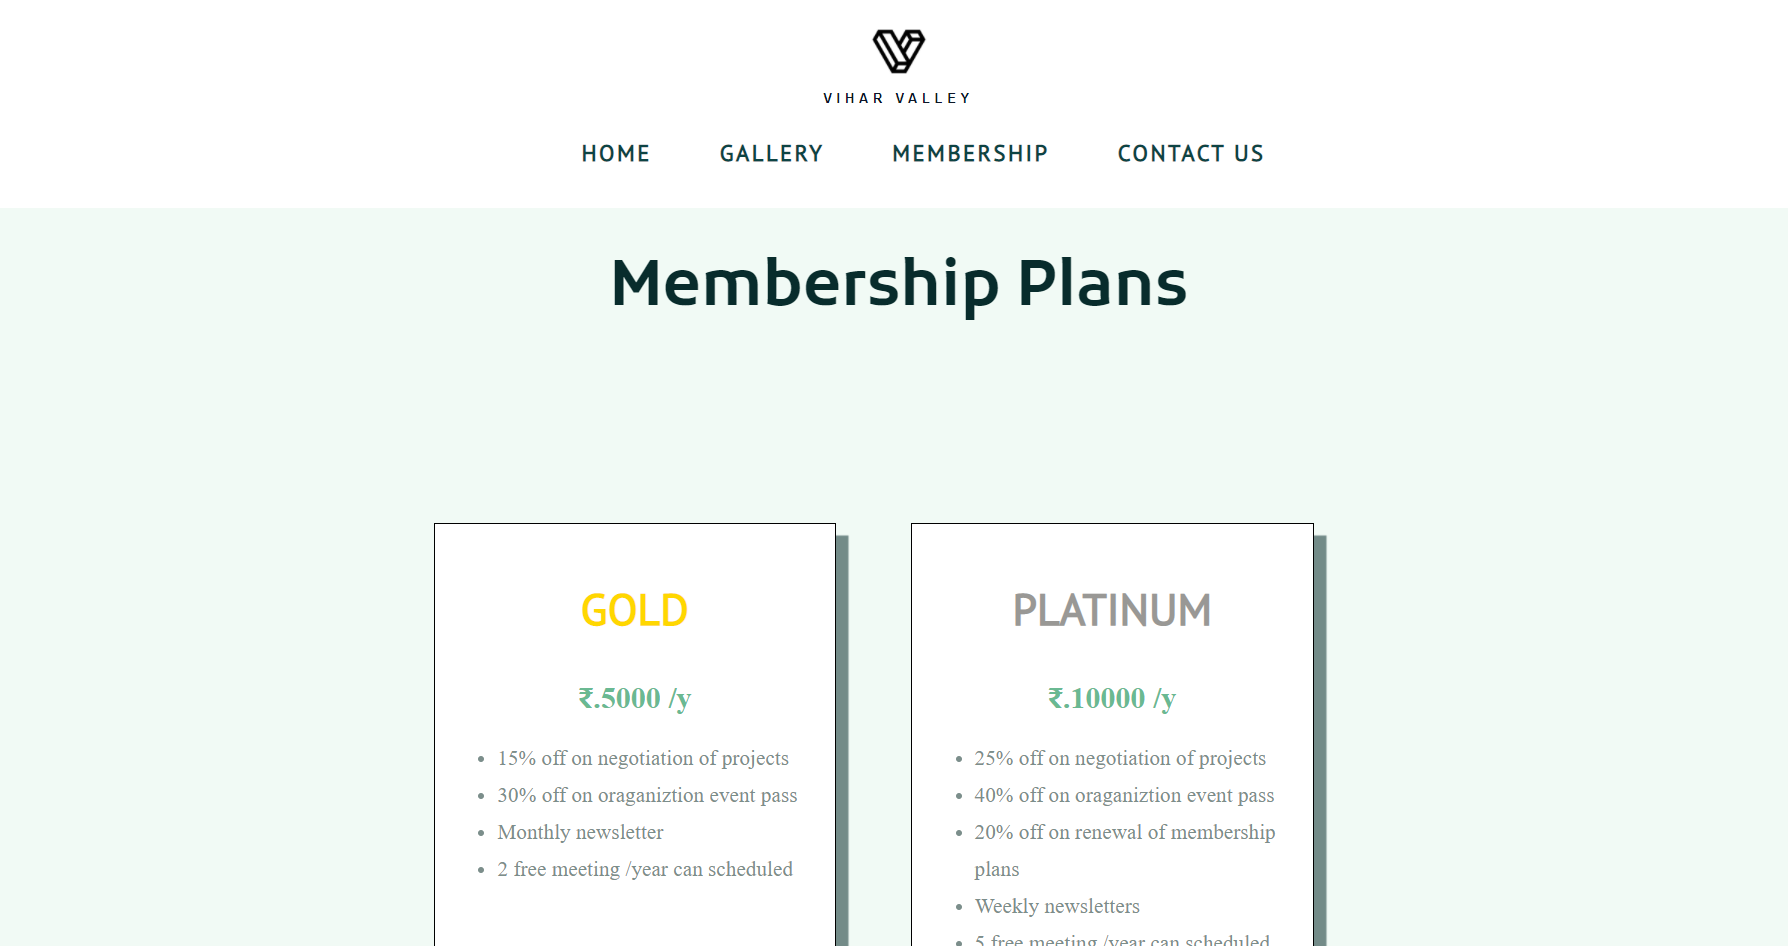 VIHAR VALLEY
HOME GALLERY MEMBERSHIP CONTACT US
Membership Plans
GOLD
₹.5000 /y
15% off on negotiation of projects
30% off on oraganiztion event pass
Monthly newsletter
2 free meeting /year can scheduled
PLATINUM
₹.10000 /y
25% off on negotiation of projects
40% off on oraganiztion event pass
20% off on renewal of membership
plans
Weekly newsletters
5 free meeting /year can scheduled